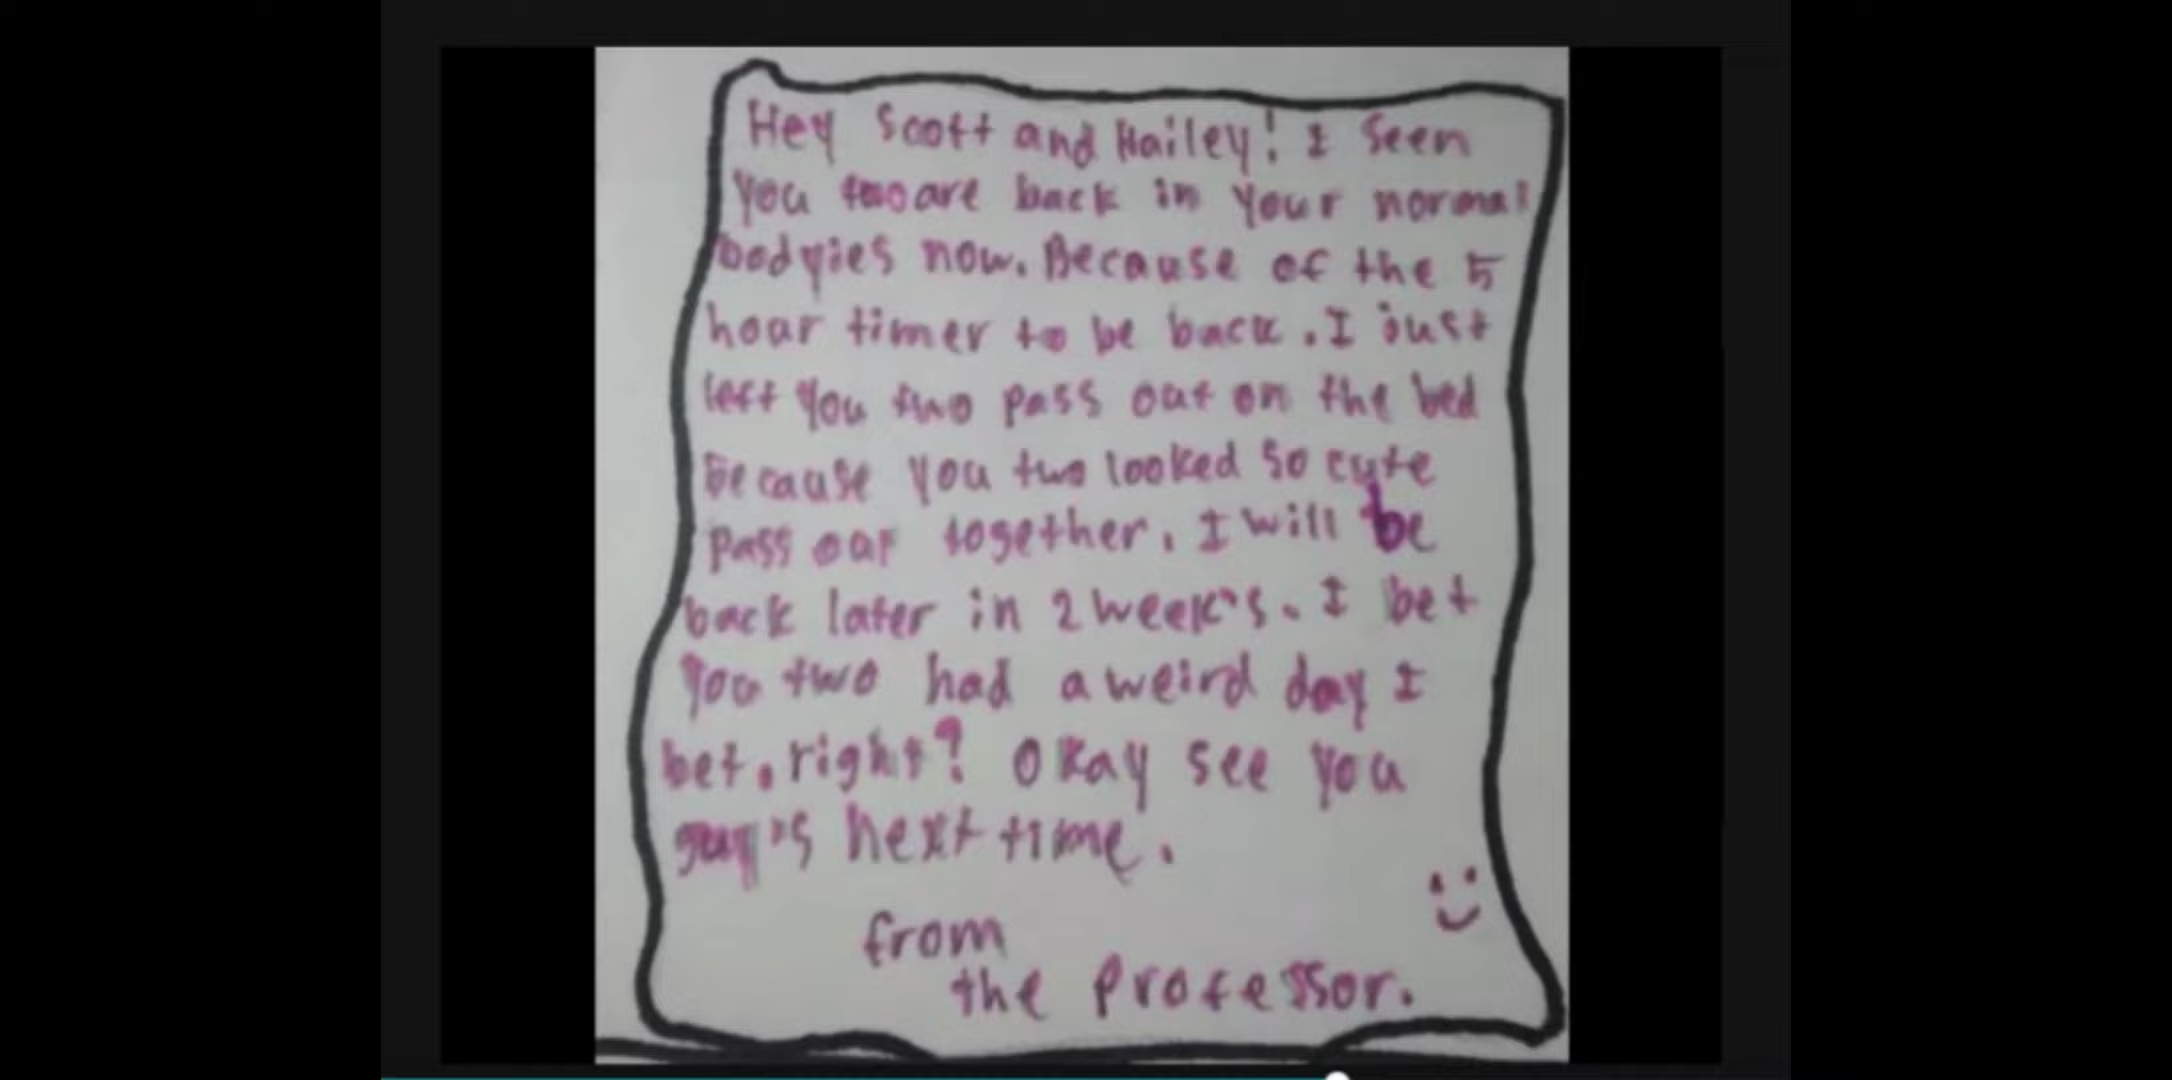 Hey Scott and Hailey! I Seen
you two are back in your normal
bodyies now. Because of the 5
hour timer to be back. I Just
left you two pass out on the bed
Because you two looked so cute
pass out together. I will be
back later in 2 week's. I bet
you two had a weird day I
bet, right? Okay see you
guy's next time.
from
the Professor.